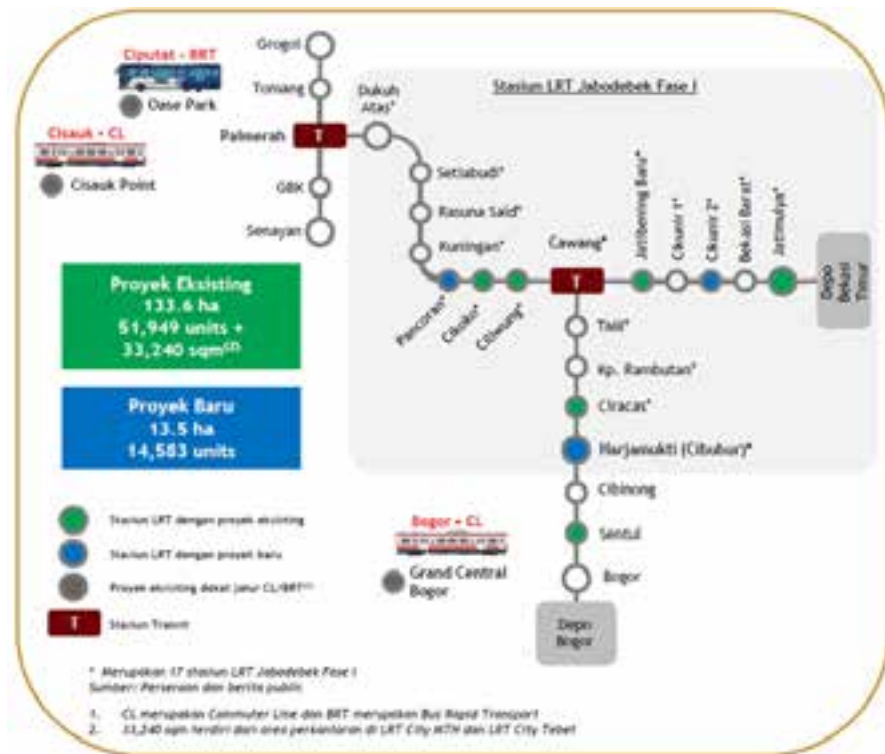 Ciputat - BRT
Oase Park
Cisauk - CL
Cisauk Point
Grogol
Tomang
Palmerah
T
GBK
Senayan
Stasiun LRT Jabodebek Fase I
Dukuh
Atas*
Setiabudi*
Rasuna Said*
Kuningan*
Pancoran*
Cikoko*
Ciliwung*
Cawang*
T
Jatibening Baru*
Cikunir 1*
Cikunir 2*
Bekasi Barat*
Jatimulya*
Depo
Bekasi
Timur
TMII*
Kp. Rambutan*
Ciracas*
Harjamukti (Cibubur)*
Cibinong
Sentul
Bogor
Depo
Bogor
Proyek Eksisting
133.6 ha
51,949 units +
33,240 sqm⁽²⁾
Proyek Baru
13.5 ha
14,583 units
Bogor - CL
Grand Central
Bogor
Stasiun LRT dengan proyek eksisting
Stasiun LRT dengan proyek baru
Proyek eksisting dekat jalur CL/BRT⁽¹⁾
T Stasiun Transit
* Merupakan 17 stasiun LRT Jabodebek Fase I
Sumber: Perseroan dan berita publik
1. CL merupakan Commuter Line dan BRT merupakan Bus Rapid Transport
2. 33,240 sqm terdiri dari area perkantoran di LRT City MTH dan LRT City Tebet